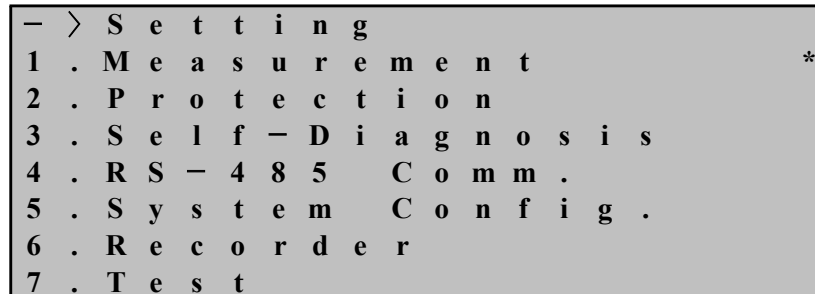 -> Setting
1. Measurement *
2. Protection
3. Self-Diagnosis
4. RS-485 Comm.
5. System Config.
6. Recorder
7. Test